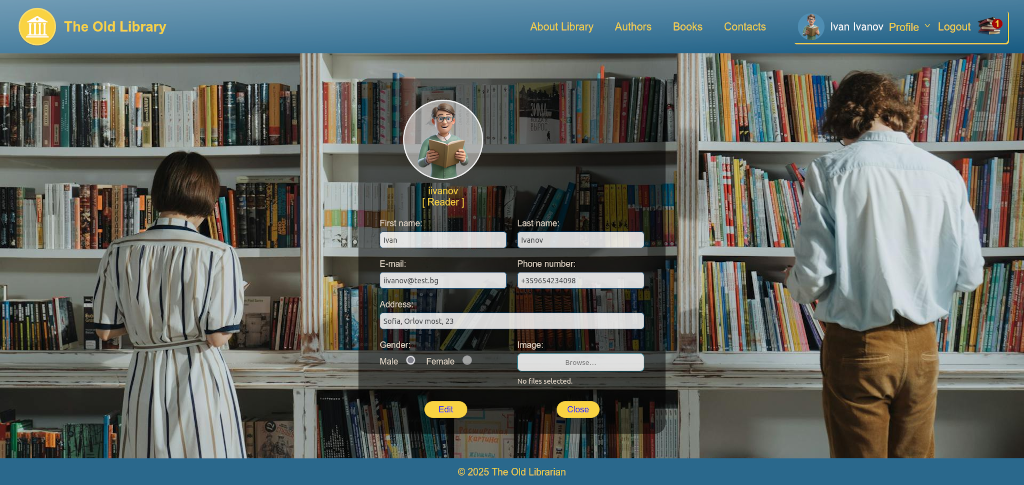 The Old Library
About Library Authors Books Contacts
Ivan Ivanov Profile Logout 1
iivanov
[ Reader ]
First name: Last name:
Ivan Ivanov
E-mail: Phone number:
iivanov@test.bg +359654234098
Address:
Sofia, Orlov most, 23
Gender: Image:
Male Female Browse...
No files selected.
Edit Close
© 2025 The Old Librarian